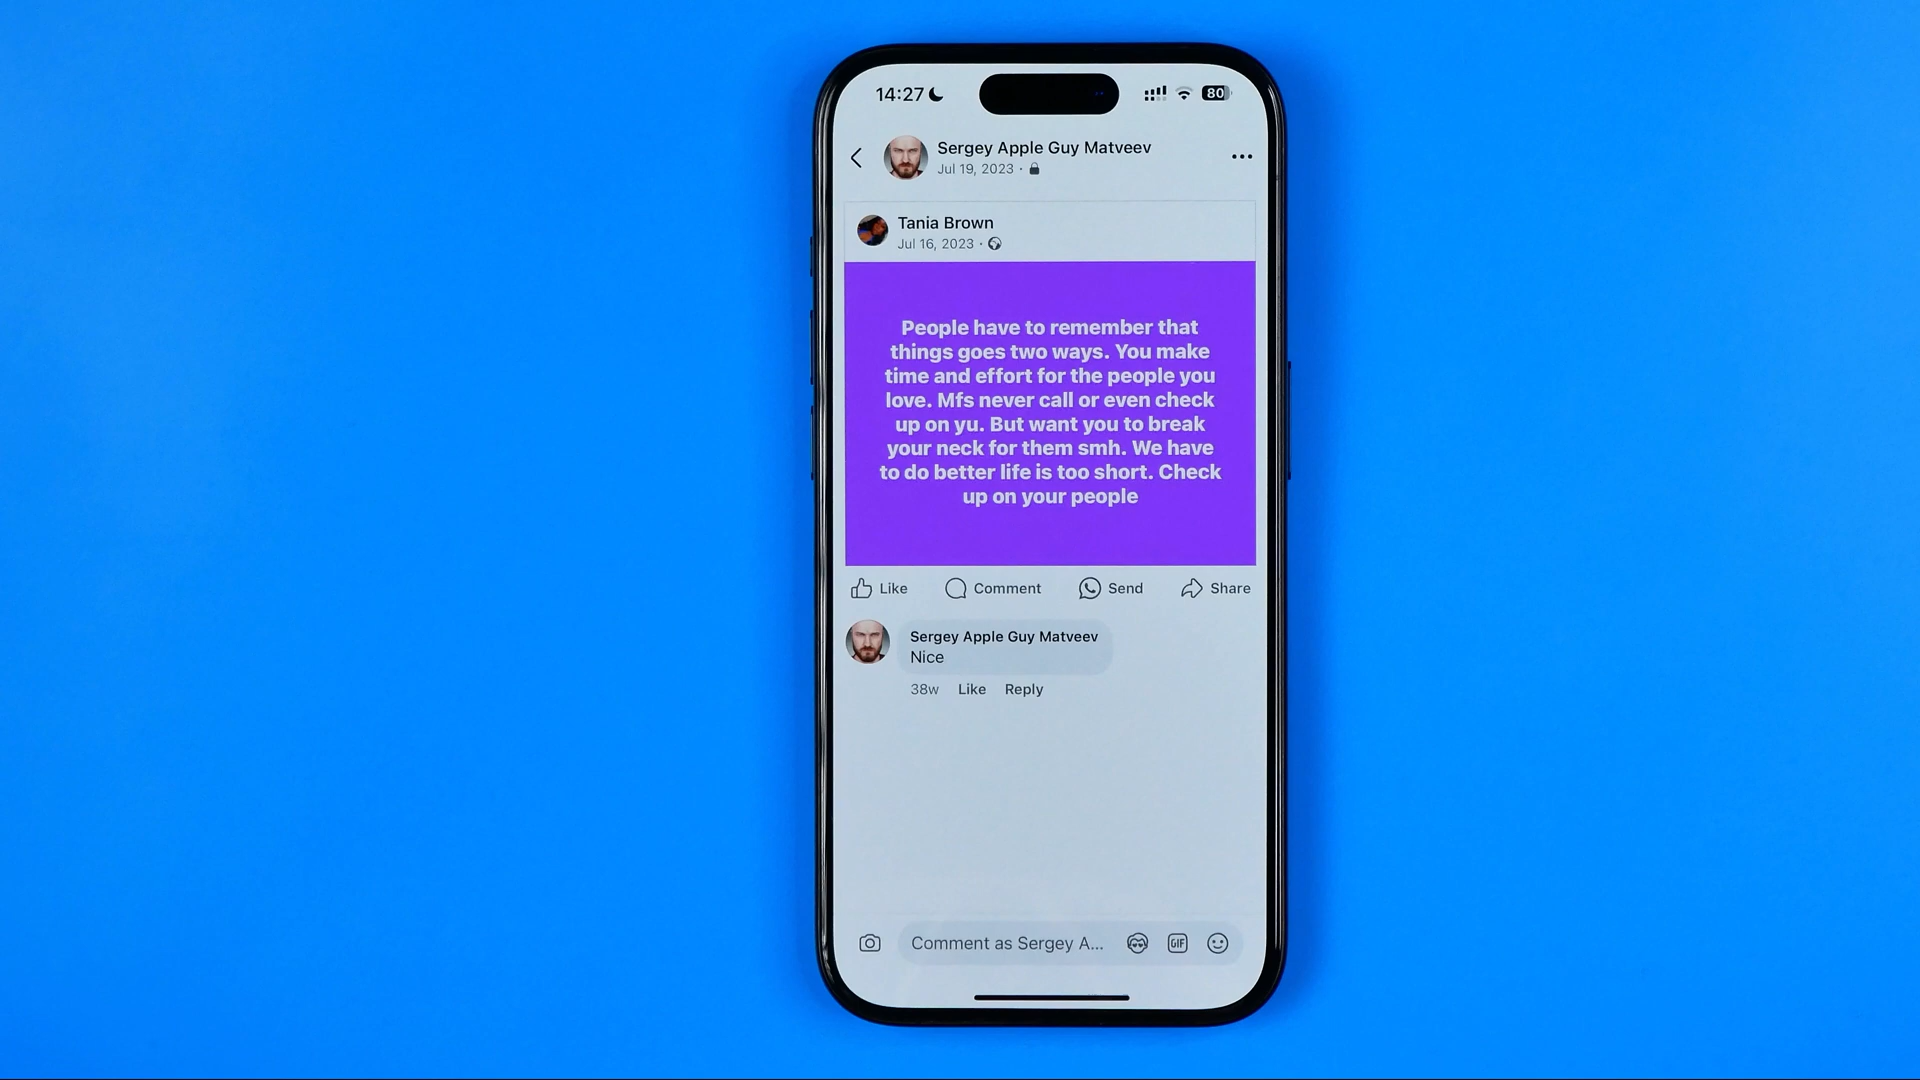 14:27
80
Sergey Apple Guy Matveev
Jul 19, 2023 ·
Tania Brown
Jul 16, 2023 ·
People have to remember that
things goes two ways. You make
time and effort for the people you
love. Mfs never call or even check
up on yu. But want you to break
your neck for them smh. We have
to do better life is too short. Check
up on your people
Like Comment Send Share
Sergey Apple Guy Matveev
Nice
38w Like Reply
Comment as Sergey A... GIF